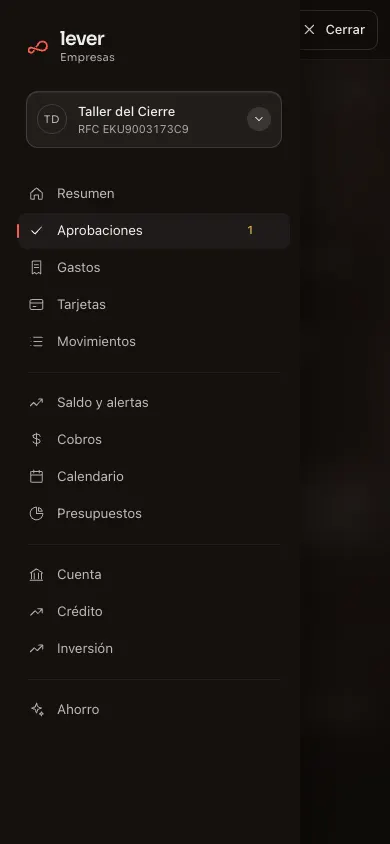 lever
Empresas
Cerrar
TD
Taller del Cierre
RFC EKU9003173C9
Resumen
Aprobaciones 1
Gastos
Tarjetas
Movimientos
Saldo y alertas
Cobros
Calendario
Presupuestos
Cuenta
Crédito
Inversión
Ahorro